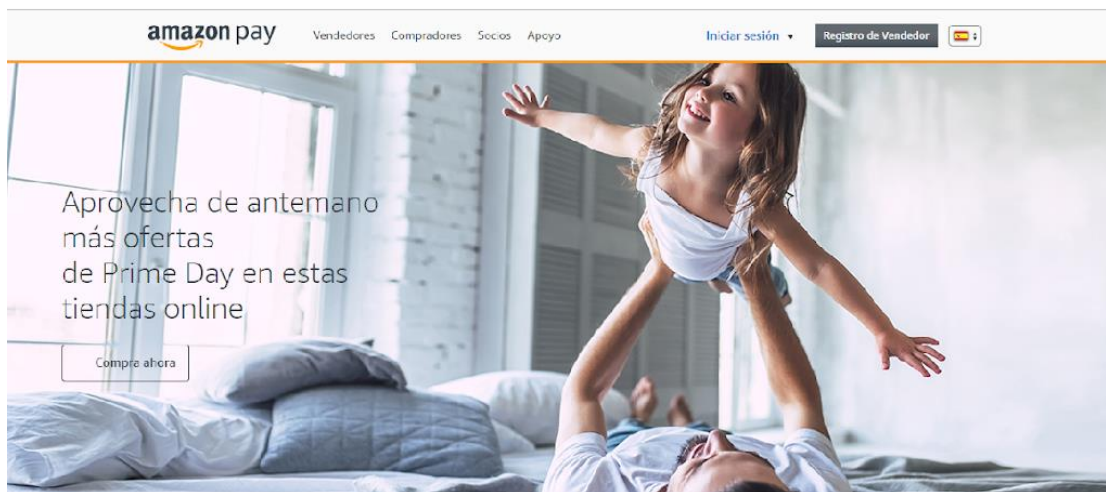 amazon pay
Vendedores Compradores Socios Apoyo
Iniciar sesión
Registro de Vendedor
Aprovecha de antemano
más ofertas
de Prime Day en estas
tiendas online
Compra ahora